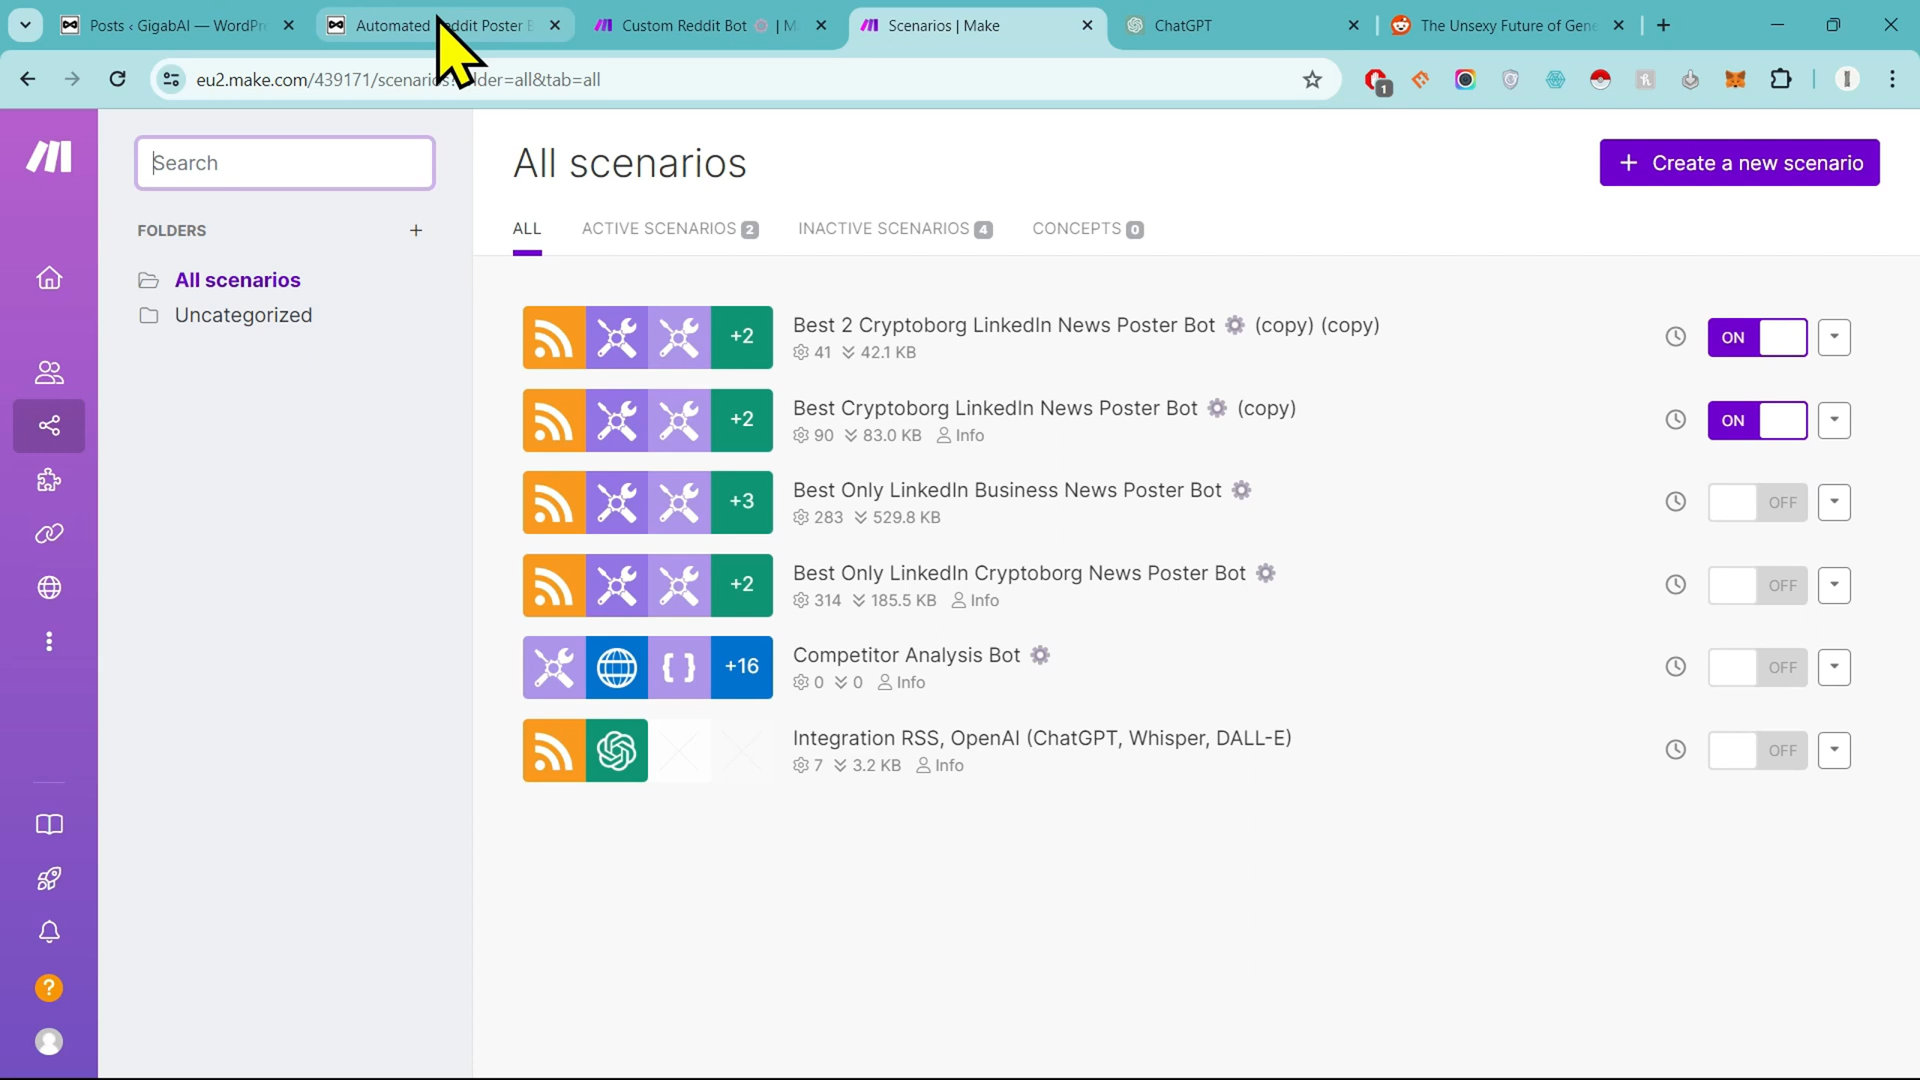 Posts ‹ GigabAI — WordPr
Automated Reddit Poster B
Custom Reddit Bot | M
Scenarios | Make
ChatGPT
The Unsexy Future of Gene
eu2.make.com/439171/scenarios?folder=all&tab=all
1
I
Search
FOLDERS
All scenarios
Uncategorized
All scenarios
+ Create a new scenario
ALL
ACTIVE SCENARIOS 2
INACTIVE SCENARIOS 4
CONCEPTS 0
+2
Best 2 Cryptoborg LinkedIn News Poster Bot (copy) (copy)
41 42.1 KB
ON
+2
Best Cryptoborg LinkedIn News Poster Bot (copy)
90 83.0 KB Info
ON
+3
Best Only LinkedIn Business News Poster Bot
283 529.8 KB
OFF
+2
Best Only LinkedIn Cryptoborg News Poster Bot
314 185.5 KB Info
OFF
{ } +16
Competitor Analysis Bot
0 0 Info
OFF
Integration RSS, OpenAI (ChatGPT, Whisper, DALL-E)
7 3.2 KB Info
OFF
?